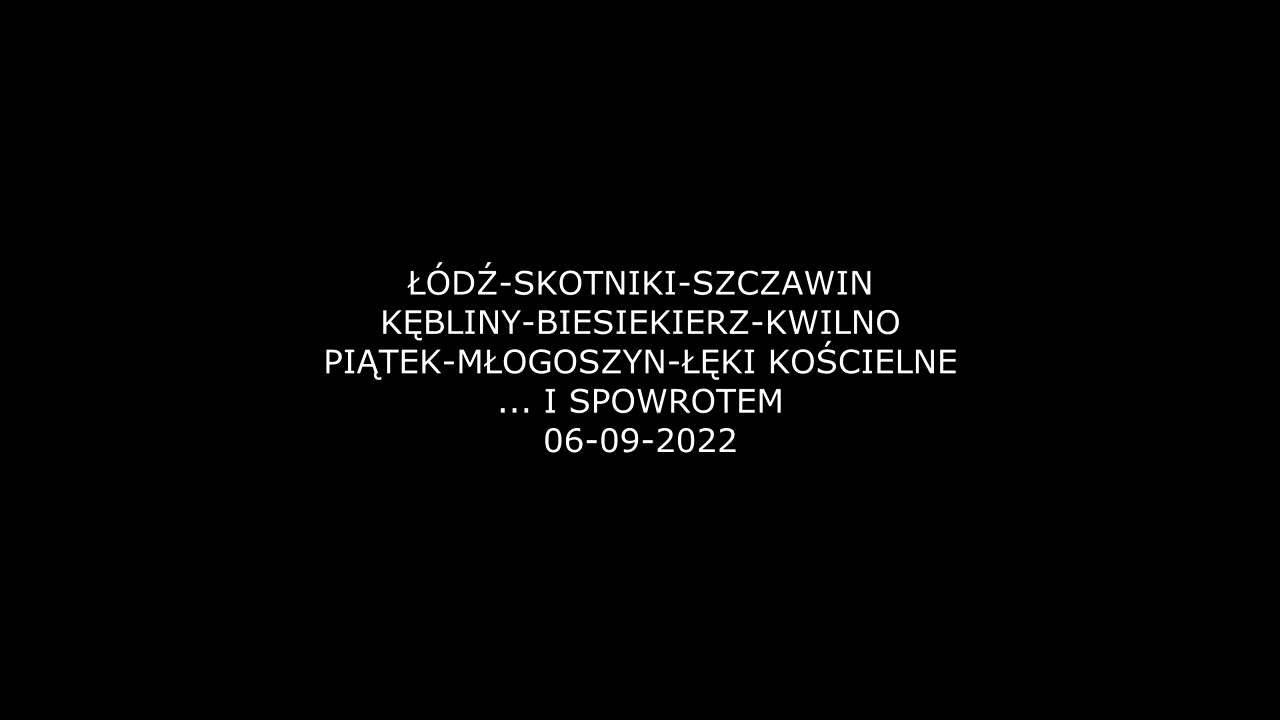 ŁÓDŹ-SKOTNIKI-SZCZAWIN
KĘBLINY-BIESIEKIERZ-KWILNO
PIĄTEK-MŁOGOSZYN-ŁĘKI KOŚCIELNE
... I SPOWROTEM
06-09-2022